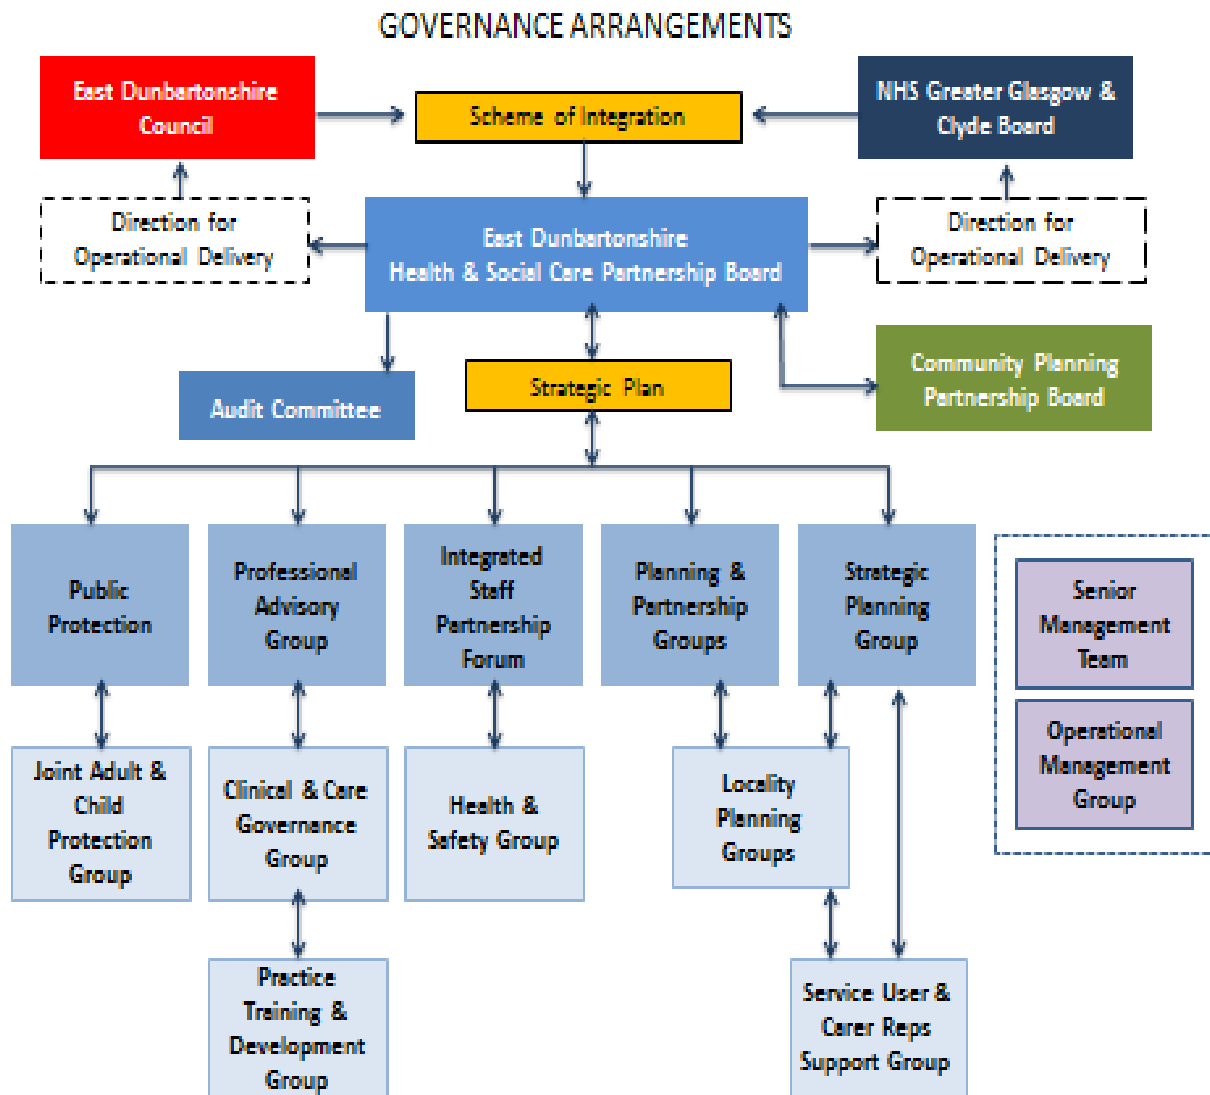 GOVERNANCE ARRANGEMENTS
East Dunbartonshire
Council
Scheme of Integration
NHS Greater Glasgow &
Clyde Board
Direction for
Operational Delivery
East Dunbartonshire
Health & Social Care Partnership Board
Direction for
Operational Delivery
Audit Committee
Strategic Plan
Community Planning
Partnership Board
Public
Protection
Professional
Advisory
Group
Integrated
Staff
Partnership
Forum
Planning &
Partnership
Groups
Strategic
Planning
Group
Senior
Management
Team
Operational
Management
Group
Joint Adult &
Child
Protection
Group
Clinical & Care
Governance
Group
Health &
Safety Group
Locality
Planning
Groups
Practice
Training &
Development
Group
Service User &
Carer Reps
Support Group